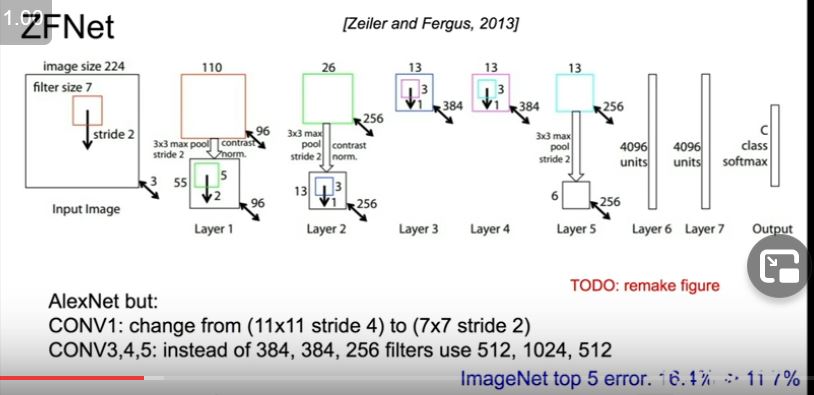 1.00
ZFNet
[Zeiler and Fergus, 2013]
image size 224
filter size 7
stride 2
3
Input Image
110
96
3x3 max pool
stride 2
contrast
norm.
55
5
2
96
Layer 1
26
256
3x3 max
pool
stride 2
contrast
norm.
13
3
1
256
Layer 2
13
3
1
384
Layer 3
13
3
1
384
Layer 4
13
256
3x3 max
pool
stride 2
6
256
Layer 5
4096
units
Layer 6
4096
units
Layer 7
C
class
softmax
Output
TODO: remake figure
AlexNet but:
CONV1: change from (11x11 stride 4) to (7x7 stride 2)
CONV3,4,5: instead of 384, 384, 256 filters use 512, 1024, 512
ImageNet top 5 error: 16.4% -> 11.7%